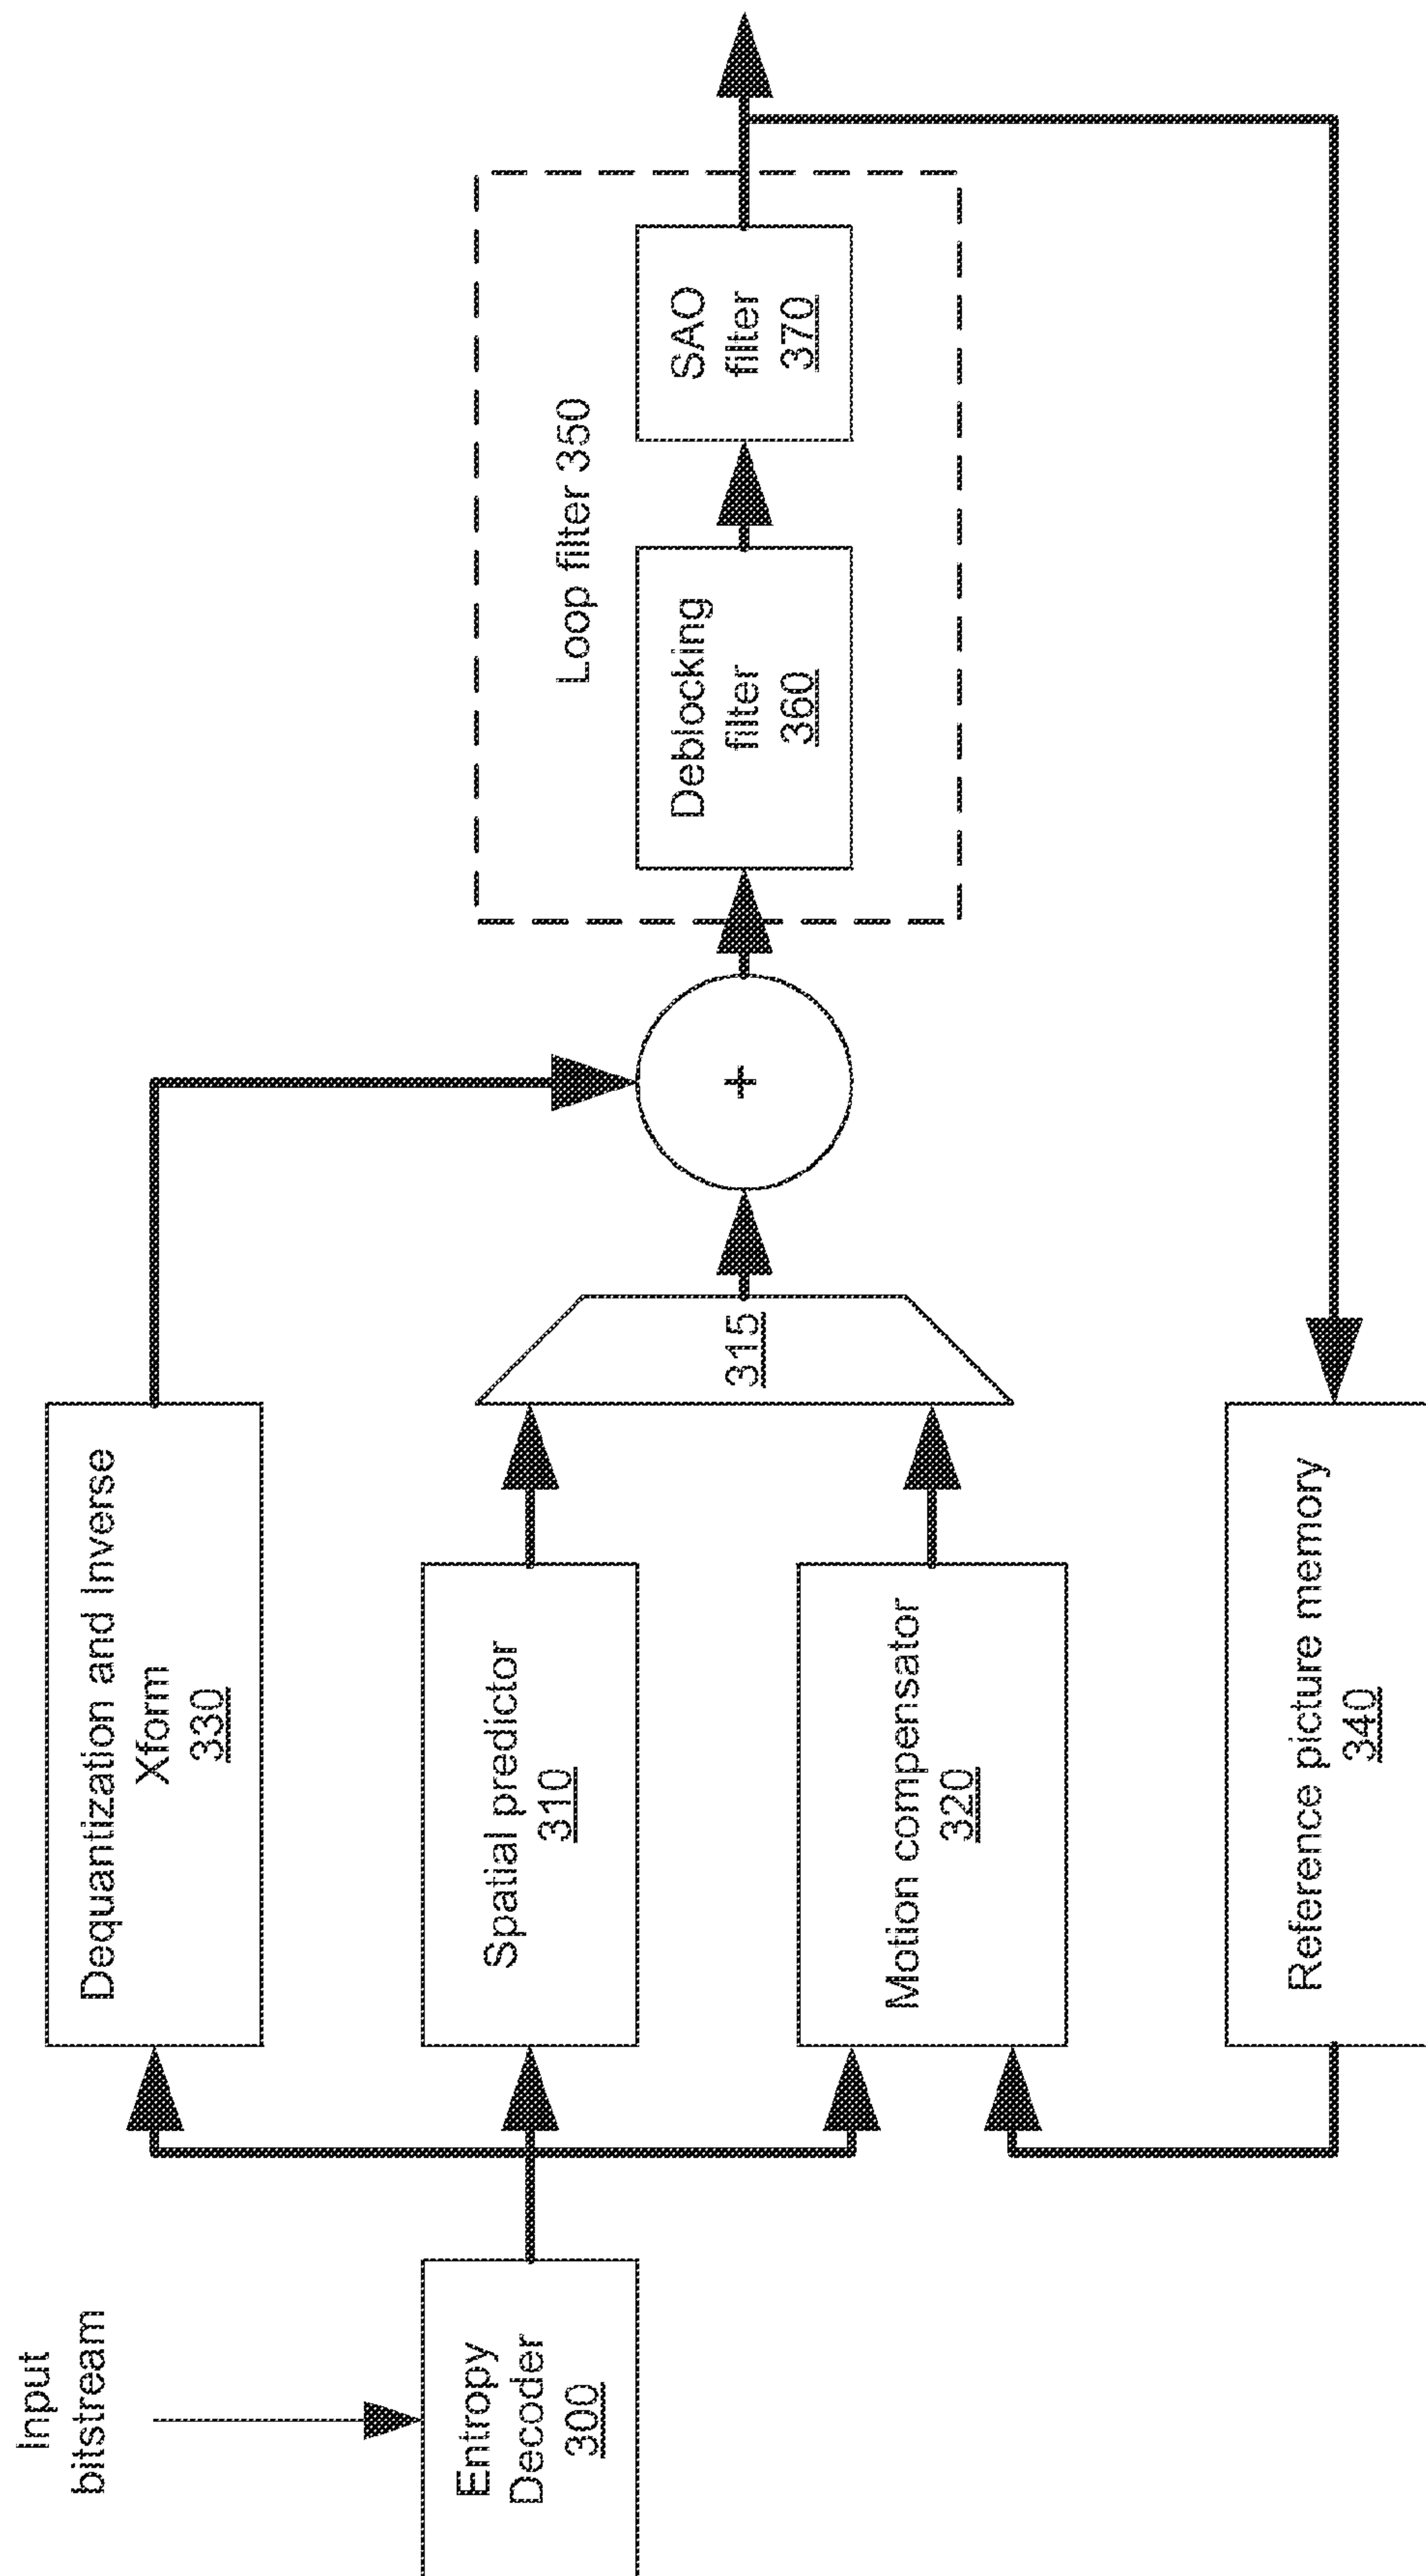 Input
bitstream
Entropy
Decoder
300
Dequantization and Inverse
Xform
330
Spatial predictor
310
Motion compensator
320
Reference picture memory
340
315
+
Loop filter 350
Deblocking
filter
360
SAO
filter
370